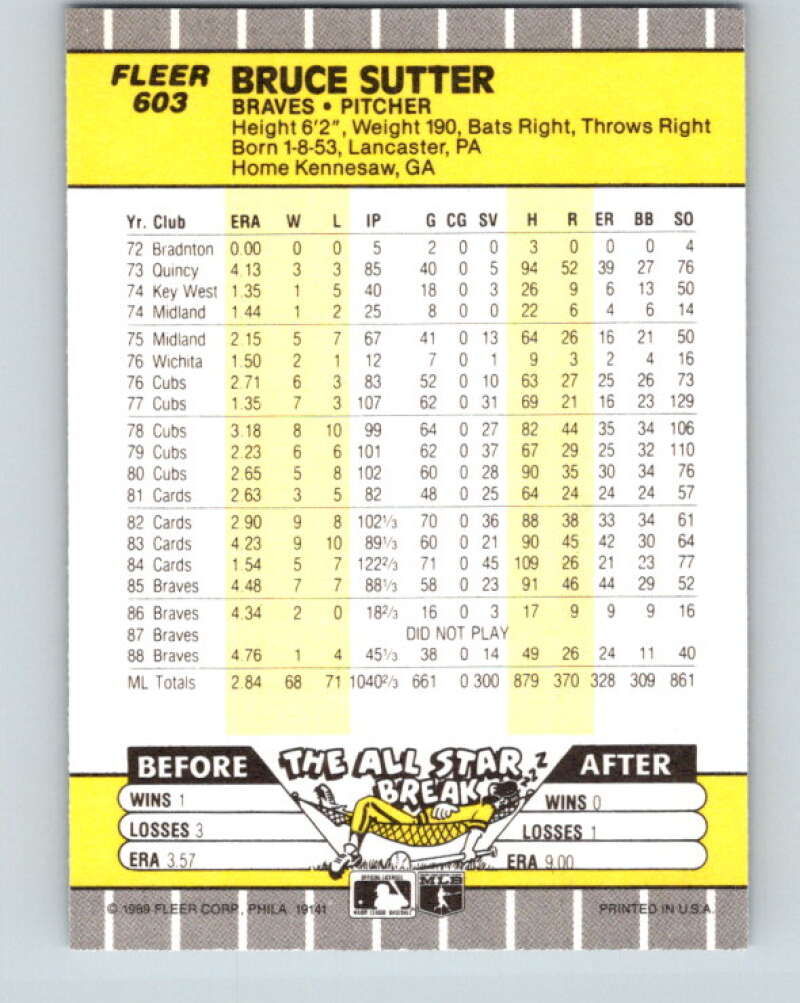 FLEER
603
BRUCE SUTTER
BRAVES • PITCHER
Height 6'2", Weight 190, Bats Right, Throws Right
Born 1-8-53, Lancaster, PA
Home Kennesaw, GA
Yr. Club ERA W L IP G CG SV H R ER BB SO
72 Bradnton 0.00 0 0 5 2 0 0 3 0 0 0 4
73 Quincy 4.13 3 3 85 40 0 5 94 52 39 27 76
74 Key West 1.35 1 5 40 18 0 3 26 9 6 13 50
74 Midland 1.44 1 2 25 8 0 0 22 6 4 6 14
75 Midland 2.15 5 7 67 41 0 13 64 26 16 21 50
76 Wichita 1.50 2 1 12 7 0 1 9 3 2 4 16
76 Cubs 2.71 6 3 83 52 0 10 63 27 25 26 73
77 Cubs 1.35 7 3 107 62 0 31 69 21 16 23 129
78 Cubs 3.18 8 10 99 64 0 27 82 44 35 34 106
79 Cubs 2.23 6 6 101 62 0 37 67 29 25 32 110
80 Cubs 2.65 5 8 102 60 0 28 90 35 30 34 76
81 Cards 2.63 3 5 82 48 0 25 64 24 24 24 57
82 Cards 2.90 9 8 102⅓ 70 0 36 88 38 33 34 61
83 Cards 4.23 9 10 89⅓ 60 0 21 90 45 42 30 64
84 Cards 1.54 5 7 122⅔ 71 0 45 109 26 21 23 77
85 Braves 4.48 7 7 88⅓ 58 0 23 91 46 44 29 52
86 Braves 4.34 2 0 18⅔ 16 0 3 17 9 9 9 16
87 Braves DID NOT PLAY
88 Braves 4.76 1 4 45⅓ 38 0 14 49 26 24 11 40
ML Totals 2.84 68 71 1040⅔ 661 0 300 879 370 328 309 861
BEFORE THE ALL STAR BREAK ZZZ AFTER
WINS 1 WINS 0
LOSSES 3 LOSSES 1
ERA 3.57 ERA 9.00
OFFICIAL LICENSEE
MAJOR LEAGUE BASEBALL
MLB
© 1989 FLEER CORP., PHILA. 19141 PRINTED IN U.S.A.